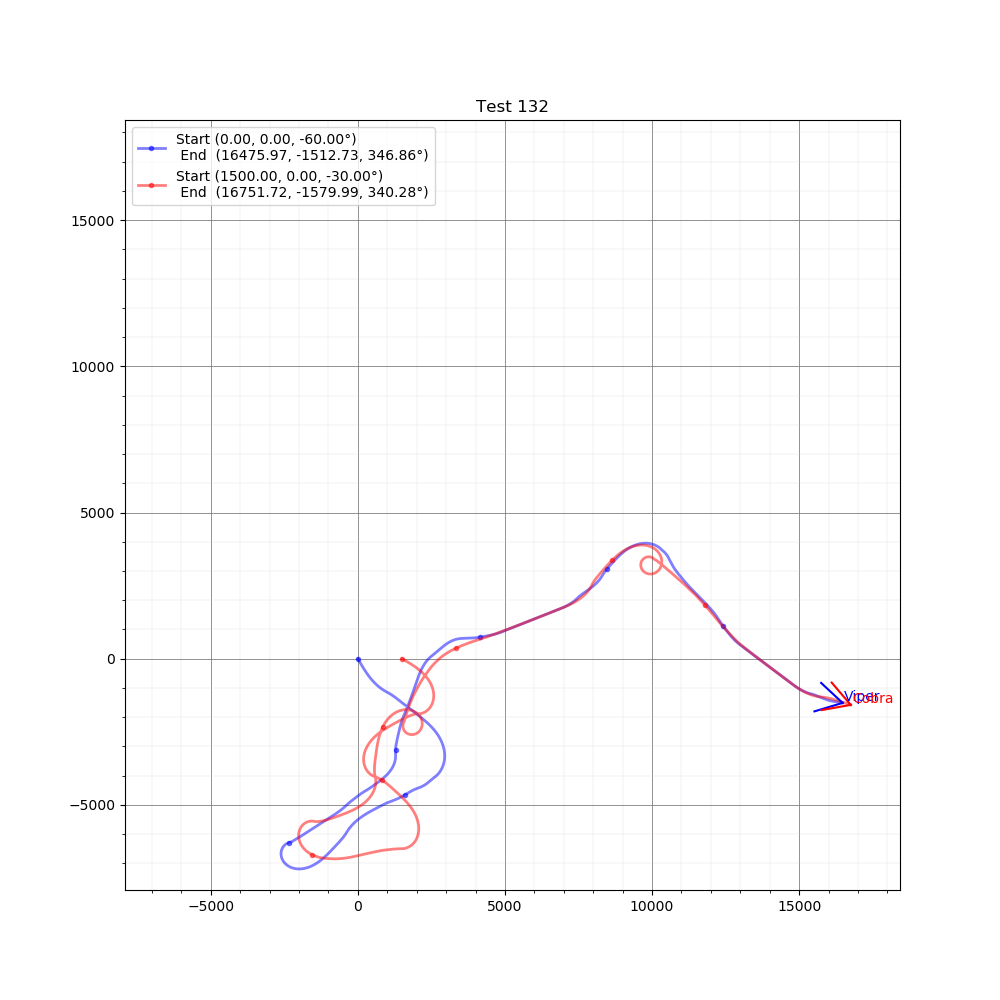 Test 132
Start (0.00, 0.00, -60.00°)
End (16475.97, -1512.73, 346.86°)
Start (1500.00, 0.00, -30.00°)
End (16751.72, -1579.99, 340.28°)
15000
10000
5000
0
−5000
Viper
Cobra
−5000
0
5000
10000
15000